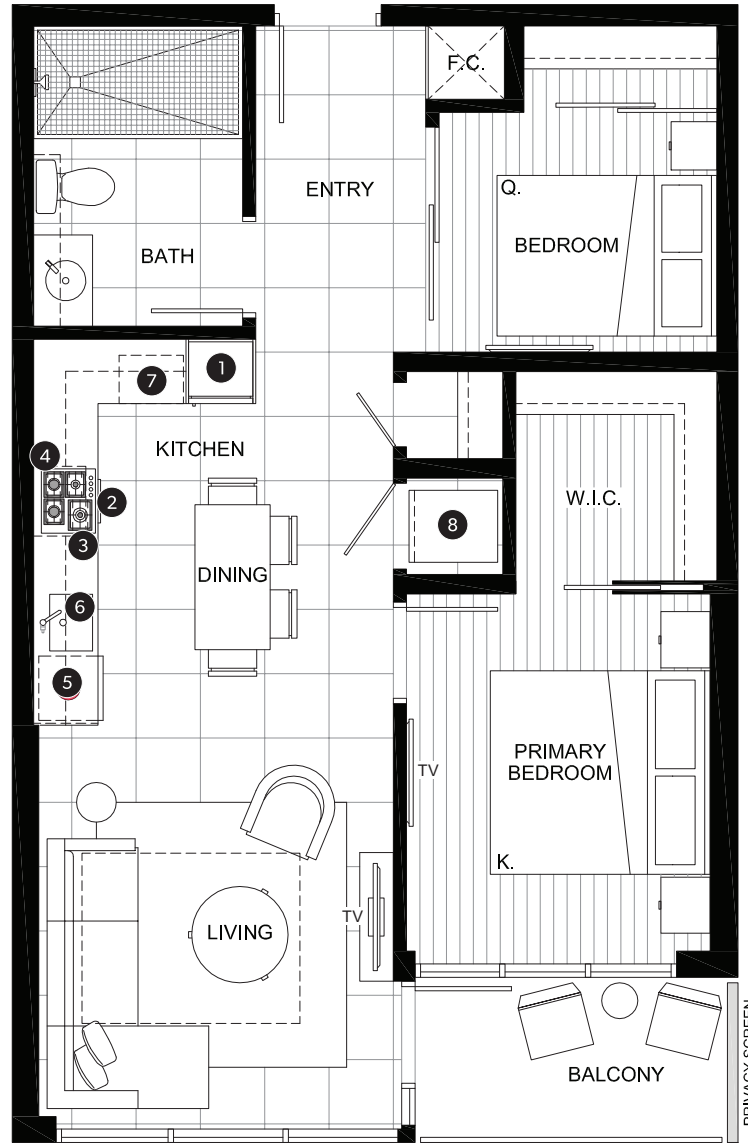 F.C.
ENTRY
Q.
BEDROOM
BATH
1
7
KITCHEN
4
2
3
W.I.C.
8
DINING
6
5
PRIMARY
BEDROOM
TV
K.
TV
LIVING
BALCONY
PRIVACY SCREEN